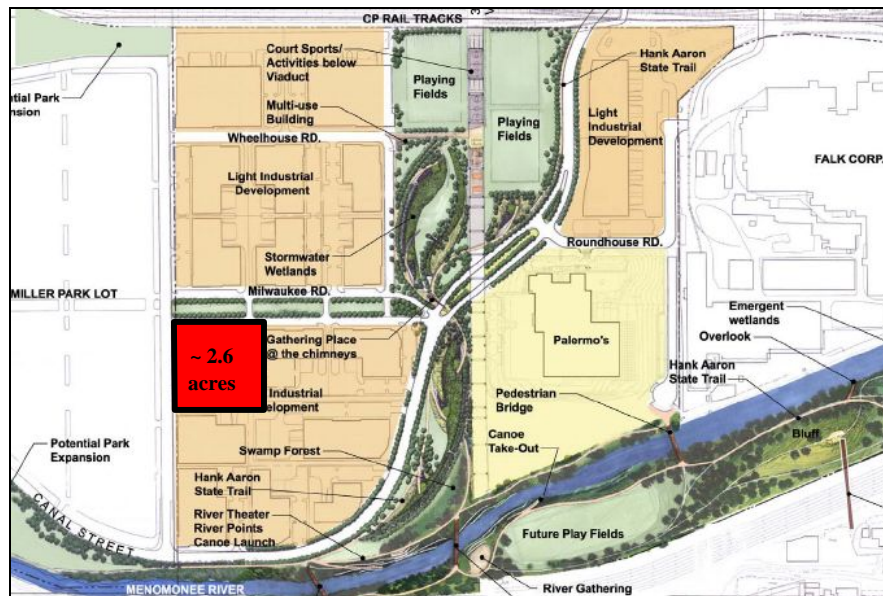 CP RAIL TRACKS
3
Court Sports/
Activities below
Viaduct
Hank Aaron
State Trail
ential Park
nsion
Playing
Fields
Multi-use
Building
Playing
Fields
Light
Industrial
Development
Wheelhouse RD.
FALK CORPA
Light Industrial
Development
Stormwater
Wetlands
Roundhouse RD.
MILLER PARK LOT
Milwaukee RD.
Emergent
wetlands
Overlook
Gathering Place
@ the chimneys
~ 2.6
acres
Palermo's
Hank Aaron
State Trail
Industrial
elopment
Pedestrian
Bridge
Canoe
Take-Out
Bluff
Potential Park
Expansion
Swamp Forest
Hank Aaron
State Trail
River Theater
River Points
Canoe Launch
CANAL STREET
Future Play Fields
MENOMONEE RIVER
River Gathering